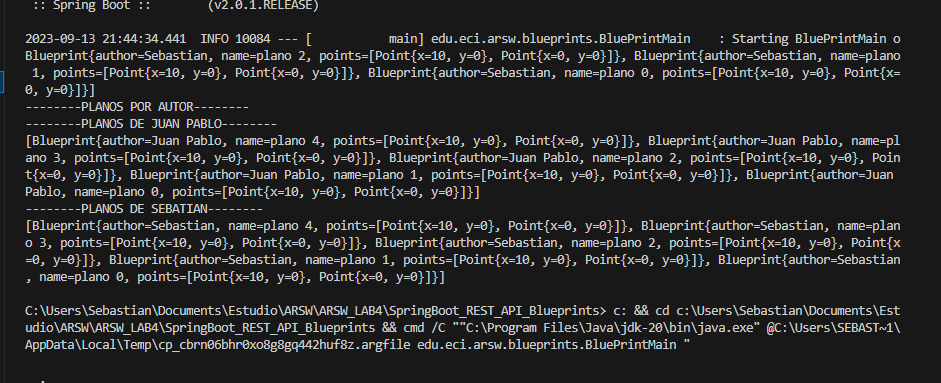 :: Spring Boot ::        (v2.0.1.RELEASE)
2023-09-13 21:44:34.441  INFO 10084 --- [           main] edu.eci.arsw.blueprints.BluePrintMain    : Starting BluePrintMain o
Blueprint{author=Sebastian, name=plano 2, points=[Point{x=10, y=0}, Point{x=0, y=0}]}, Blueprint{author=Sebastian, name=plano
 1, points=[Point{x=10, y=0}, Point{x=0, y=0}]}, Blueprint{author=Sebastian, name=plano 0, points=[Point{x=10, y=0}, Point{x=
0, y=0}]}]
--------PLANOS POR AUTOR--------
--------PLANOS DE JUAN PABLO--------
[Blueprint{author=Juan Pablo, name=plano 4, points=[Point{x=10, y=0}, Point{x=0, y=0}]}, Blueprint{author=Juan Pablo, name=pl
ano 3, points=[Point{x=10, y=0}, Point{x=0, y=0}]}, Blueprint{author=Juan Pablo, name=plano 2, points=[Point{x=10, y=0}, Poin
t{x=0, y=0}]}, Blueprint{author=Juan Pablo, name=plano 1, points=[Point{x=10, y=0}, Point{x=0, y=0}]}, Blueprint{author=Juan
Pablo, name=plano 0, points=[Point{x=10, y=0}, Point{x=0, y=0}]}]
--------PLANOS DE SEBATIAN--------
[Blueprint{author=Sebastian, name=plano 4, points=[Point{x=10, y=0}, Point{x=0, y=0}]}, Blueprint{author=Sebastian, name=plan
o 3, points=[Point{x=10, y=0}, Point{x=0, y=0}]}, Blueprint{author=Sebastian, name=plano 2, points=[Point{x=10, y=0}, Point{x
=0, y=0}]}, Blueprint{author=Sebastian, name=plano 1, points=[Point{x=10, y=0}, Point{x=0, y=0}]}, Blueprint{author=Sebastian
, name=plano 0, points=[Point{x=10, y=0}, Point{x=0, y=0}]}]
C:\Users\Sebastian\Documents\Estudio\ARSW\ARSW_LAB4\SpringBoot_REST_API_Blueprints> c: && cd c:\Users\Sebastian\Documents\Est
udio\ARSW\ARSW_LAB4\SpringBoot_REST_API_Blueprints && cmd /C ""C:\Program Files\Java\jdk-20\bin\java.exe" @C:\Users\SEBAST~1\
AppData\Local\Temp\cp_cbrn06bhr0xo8g8gq442huf8z.argfile edu.eci.arsw.blueprints.BluePrintMain "